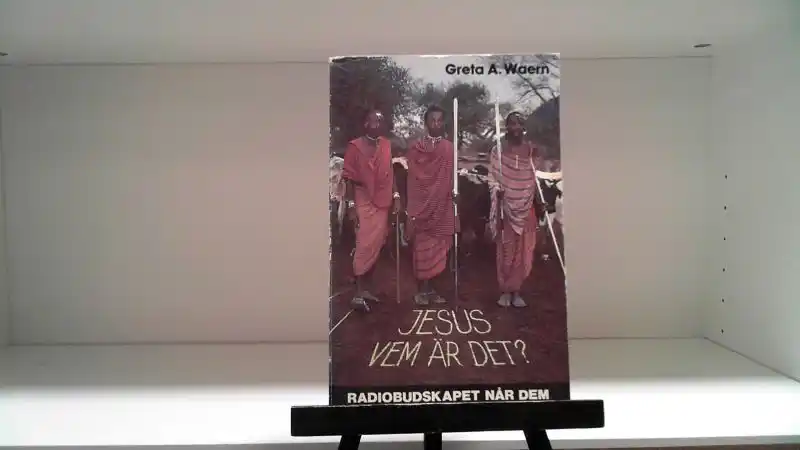 Greta A. Waern
JESUS
VEM ÄR DET?
RADIOBUDSKAPET NÅR DEM